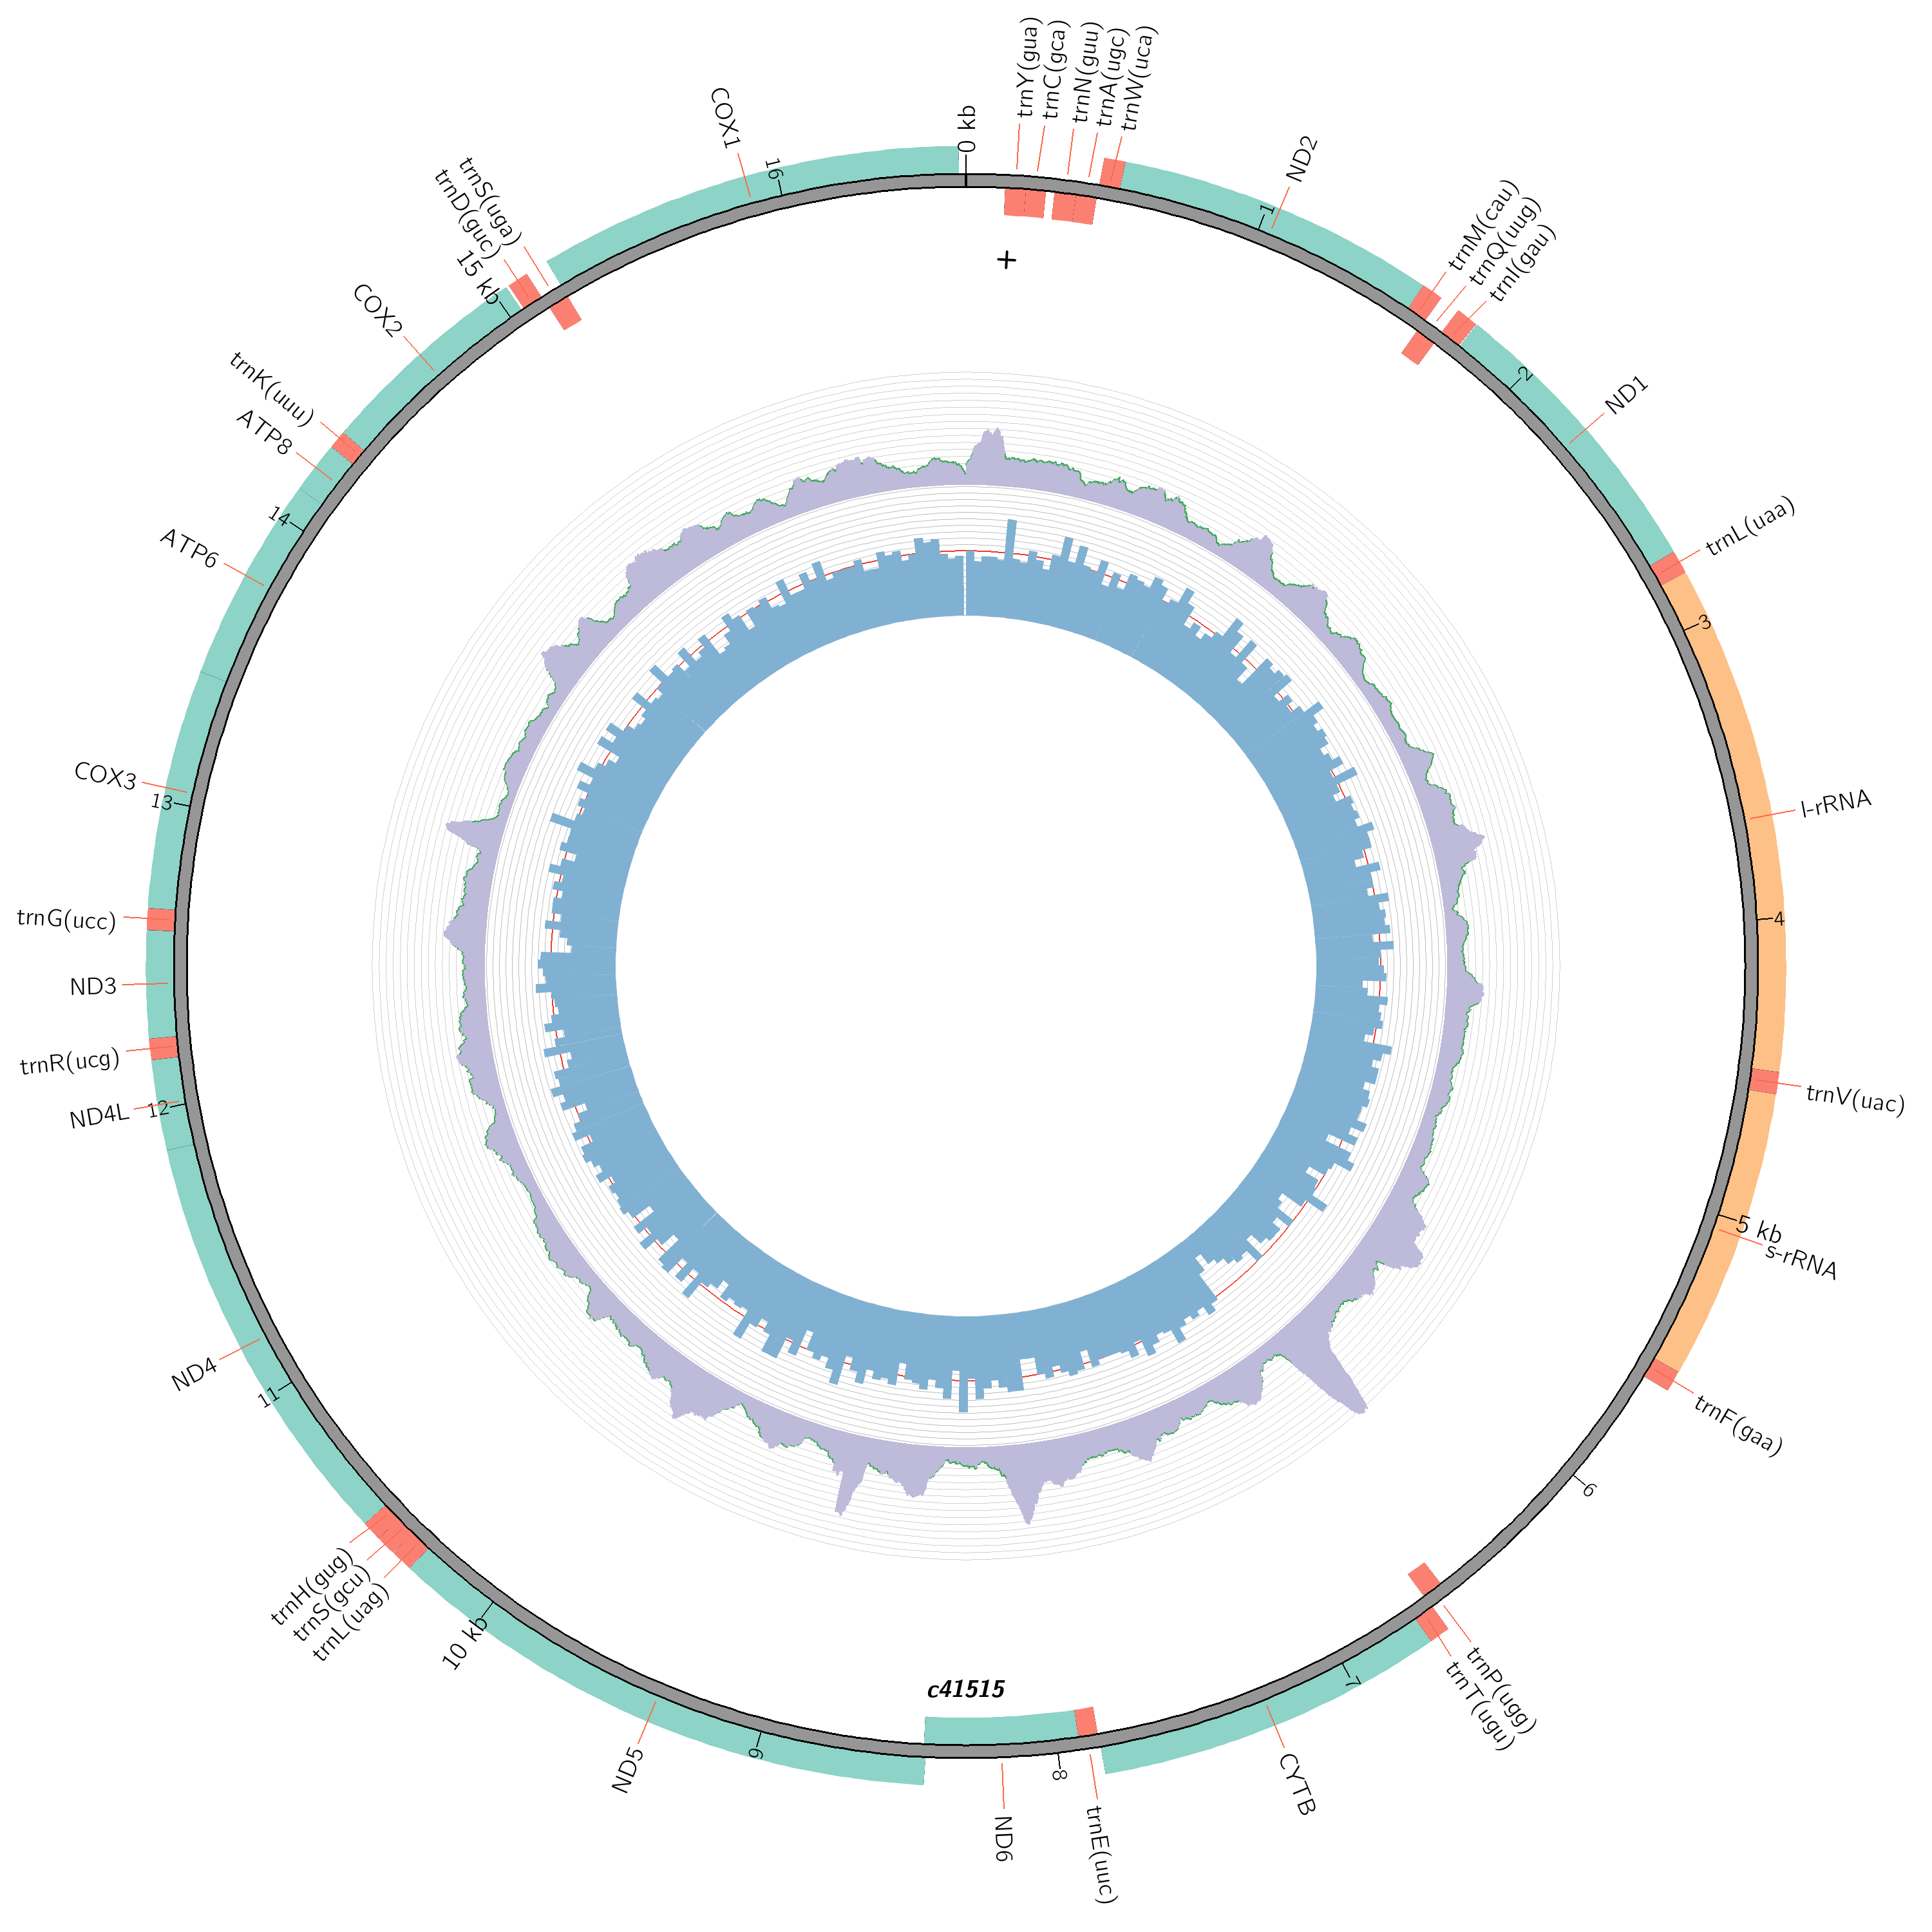 0 kb
trnY(gua)
trnC(gca)
trnN(guu)
trnA(ugc)
trnW(uca)
ND2
1
trnM(cau)
trnQ(uug)
trnI(gau)
2
ND1
trnL(uaa)
3
l-rRNA
4
trnV(uac)
5 kb
s-rRNA
trnF(gaa)
6
trnP(ugg)
trnT(ugu)
7
CYTB
trnE(uuc)
8
ND6
c41515
9
ND5
10 kb
trnL(uag)
trnS(gcu)
trnH(gug)
11
ND4
12
ND4L
trnR(ucg)
ND3
trnG(ucc)
13
COX3
ATP6
14
ATP8
trnK(uuu)
COX2
15 kb
trnD(guc)
trnS(uga)
COX1
16
+